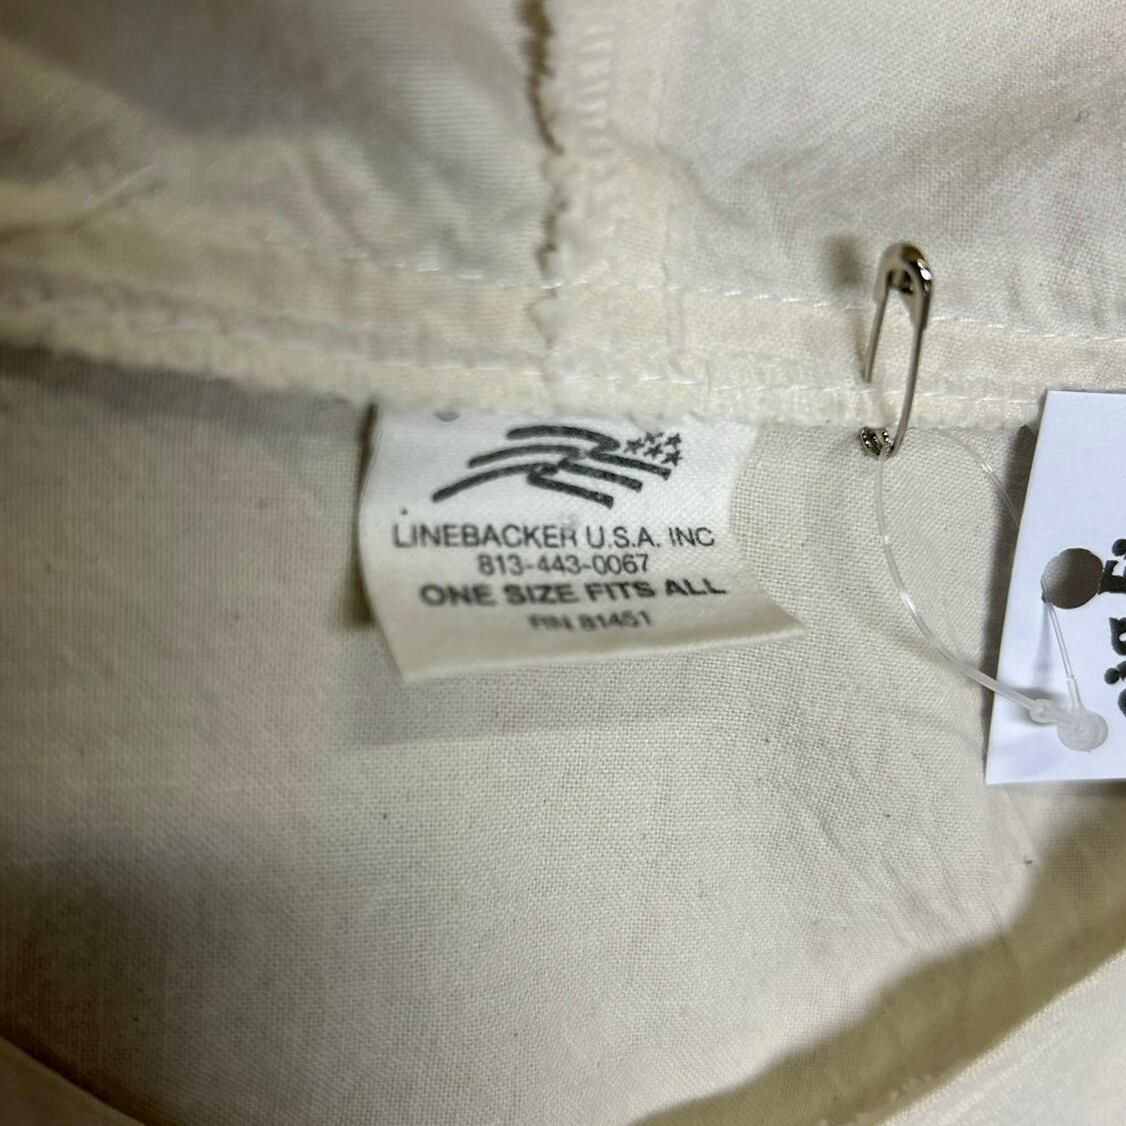 LINEBACKER U.S.A. INC
813-443-0067
ONE SIZE FITS ALL
RN 81451